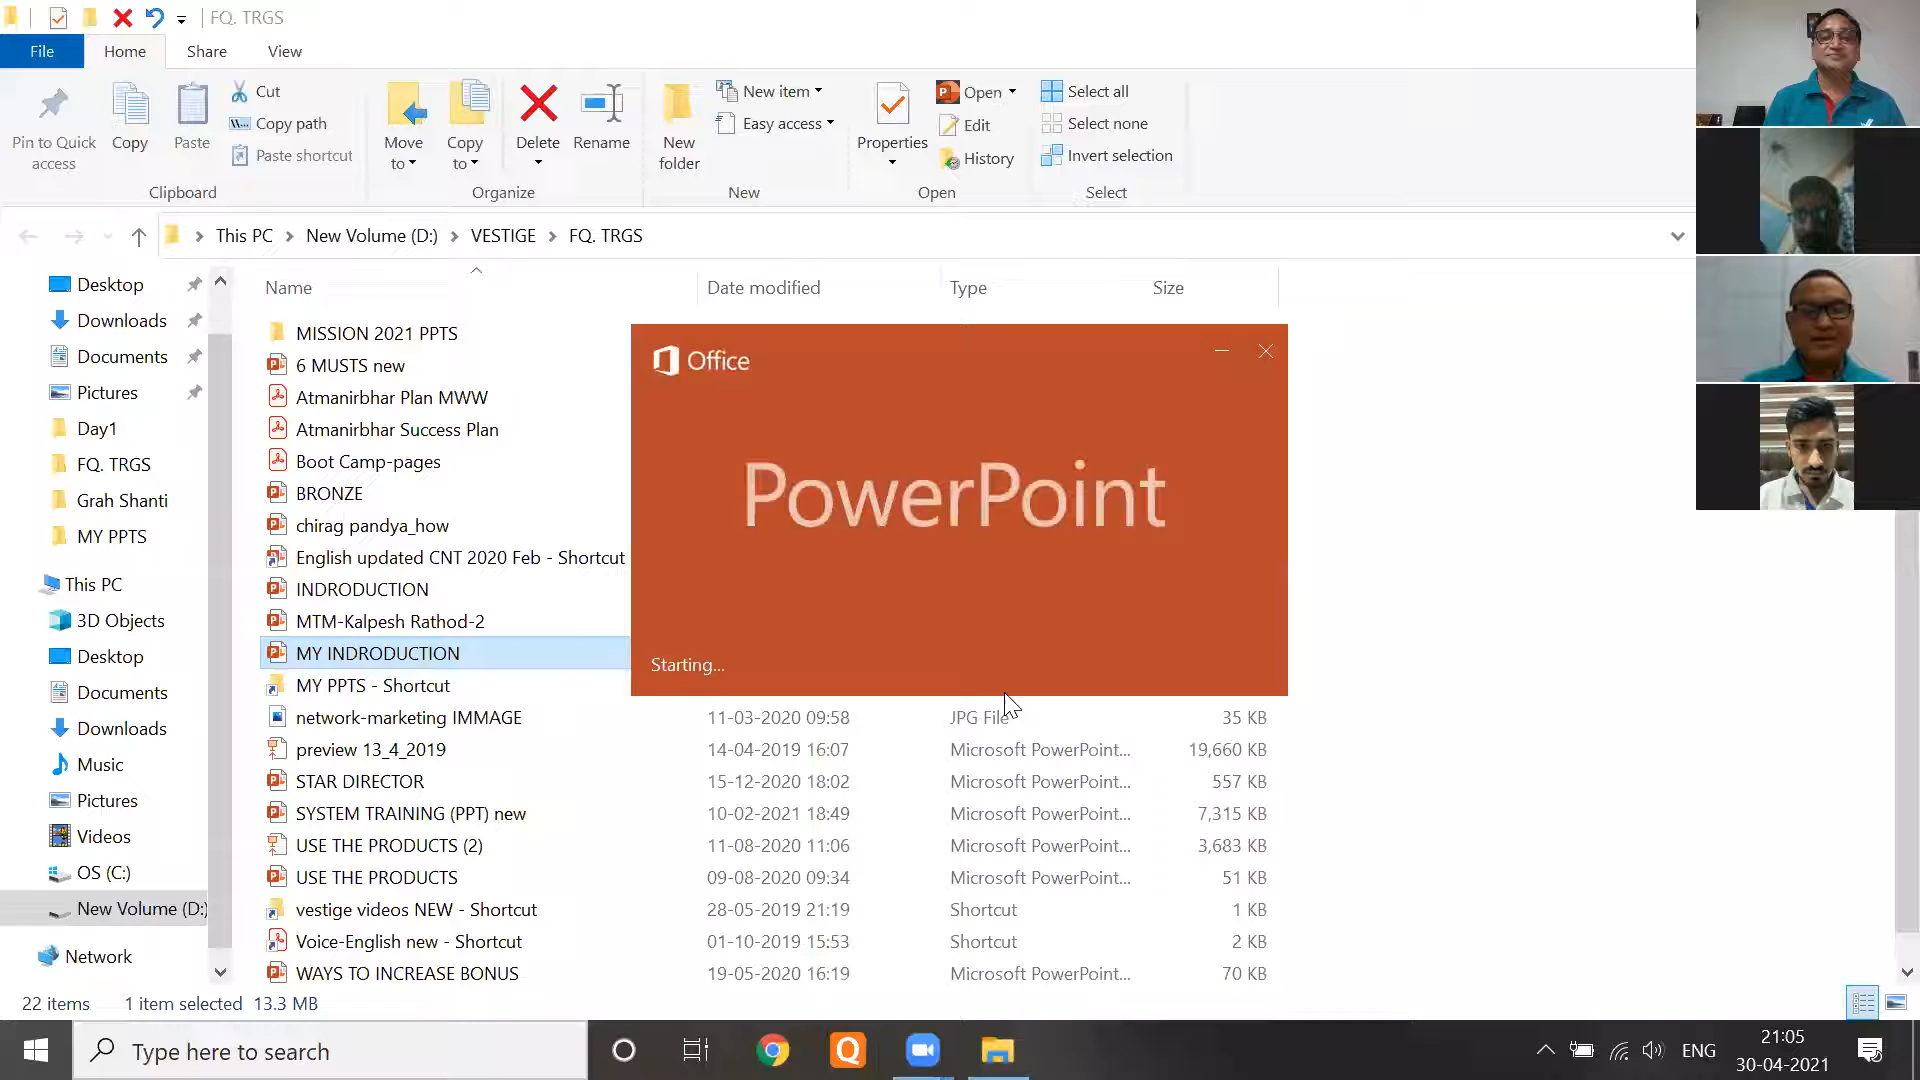 FQ. TRGS
File Home Share View
Pin to Quick access
Copy
Paste
Cut
Copy path
Paste shortcut
Clipboard
Move to
Copy to
Delete
Rename
Organize
New folder
New item
Easy access
New
Properties
Open
Edit
History
Open
Select all
Select none
Invert selection
Select
This PC New Volume (D:) VESTIGE FQ. TRGS
Desktop
Downloads
Documents
Pictures
Day1
FQ. TRGS
Grah Shanti
MY PPTS
This PC
3D Objects
Desktop
Documents
Downloads
Music
Pictures
Videos
OS (C:)
New Volume (D:)
Network
Name Date modified Type Size
MISSION 2021 PPTS
6 MUSTS new
Atmanirbhar Plan MWW
Atmanirbhar Success Plan
Boot Camp-pages
BRONZE
chirag pandya_how
English updated CNT 2020 Feb - Shortcut
INDRODUCTION
MTM-Kalpesh Rathod-2
MY INDRODUCTION
MY PPTS - Shortcut
network-marketing IMMAGE 11-03-2020 09:58 JPG File 35 KB
preview 13_4_2019 14-04-2019 16:07 Microsoft PowerPoint... 19,660 KB
STAR DIRECTOR 15-12-2020 18:02 Microsoft PowerPoint... 557 KB
SYSTEM TRAINING (PPT) new 10-02-2021 18:49 Microsoft PowerPoint... 7,315 KB
USE THE PRODUCTS (2) 11-08-2020 11:06 Microsoft PowerPoint... 3,683 KB
USE THE PRODUCTS 09-08-2020 09:34 Microsoft PowerPoint... 51 KB
vestige videos NEW - Shortcut 28-05-2019 21:19 Shortcut 1 KB
Voice-English new - Shortcut 01-10-2019 15:53 Shortcut 2 KB
WAYS TO INCREASE BONUS 19-05-2020 16:19 Microsoft PowerPoint... 70 KB
Office
PowerPoint
Starting...
22 items 1 item selected 13.3 MB
Type here to search
ENG
21:05
30-04-2021